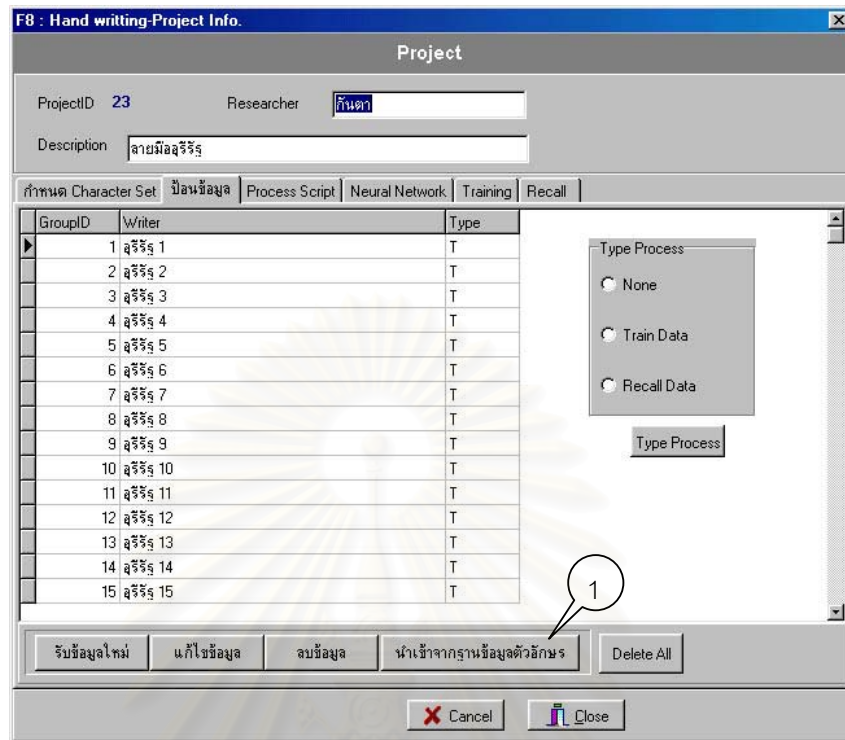 F8 : Hand writting-Project Info.
Project
ProjectID 23 Researcher กันตา
Description ลายมืออุรีรัฐ
กำหนด Character Set ป้อนข้อมูล Process Script Neural Network Training Recall
GroupID Writer Type
1 อุรีรัฐ 1 T
2 อุรีรัฐ 2 T
3 อุรีรัฐ 3 T
4 อุรีรัฐ 4 T
5 อุรีรัฐ 5 T
6 อุรีรัฐ 6 T
7 อุรีรัฐ 7 T
8 อุรีรัฐ 8 T
9 อุรีรัฐ 9 T
10 อุรีรัฐ 10 T
11 อุรีรัฐ 11 T
12 อุรีรัฐ 12 T
13 อุรีรัฐ 13 T
14 อุรีรัฐ 14 T
15 อุรีรัฐ 15 T
Type Process
None
Train Data
Recall Data
Type Process
1
รับข้อมูลใหม่ แก้ไขข้อมูล ลบข้อมูล นำเข้าจากฐานข้อมูลตัวอักษร Delete All
Cancel Close